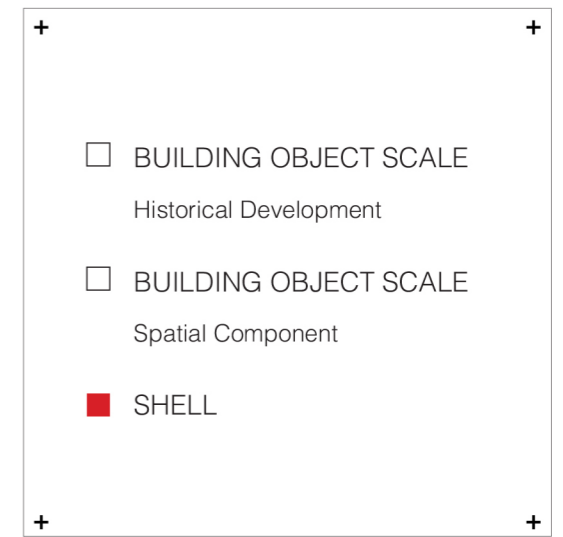 BUILDING OBJECT SCALE
Historical Development
BUILDING OBJECT SCALE
Spatial Component
SHELL